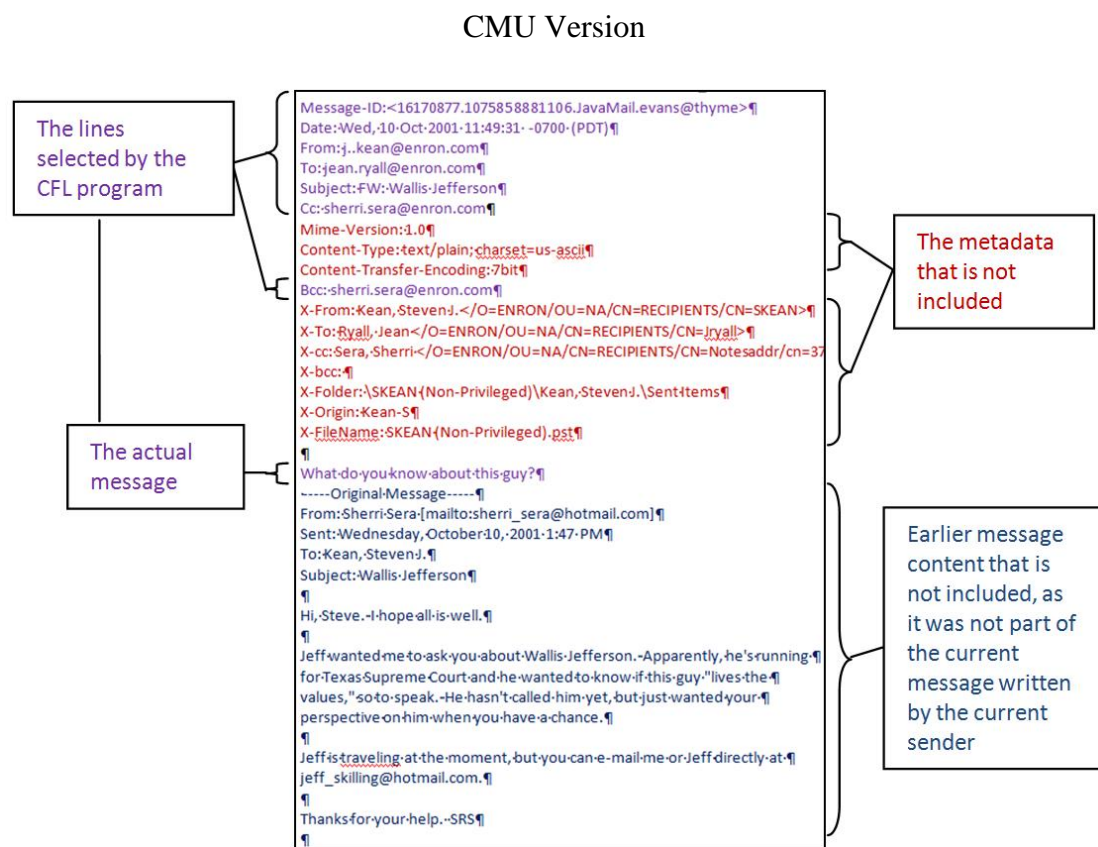 CMU Version
The lines
selected by the
CFL program
The actual
message
Message-ID:·<16170877.1075858881106.JavaMail.evans@thyme>¶
Date:·Wed,·10·Oct·2001·11:49:31·-0700·(PDT)¶
From:·j..kean@enron.com¶
To:·jean.ryall@enron.com¶
Subject:·FW:·Wallis·Jefferson¶
Cc:·sherri.sera@enron.com¶
Mime-Version:·1.0¶
Content-Type:·text/plain;·charset=us-ascii¶
Content-Transfer-Encoding:·7bit¶
Bcc:·sherri.sera@enron.com¶
X-From:·Kean,·Steven·J.·</O=ENRON/OU=NA/CN=RECIPIENTS/CN=SKEAN>¶
X-To:·Ryall,·Jean·</O=ENRON/OU=NA/CN=RECIPIENTS/CN=Jryall>¶
X-cc:·Sera,·Sherri·</O=ENRON/OU=NA/CN=RECIPIENTS/CN=Notesaddr/cn=37
X-bcc:·¶
X-Folder:·\SKEAN·(Non-Privileged)\Kean,·Steven·J.\Sent·Items¶
X-Origin:·Kean-S¶
X-FileName:·SKEAN·(Non-Privileged).pst¶
¶
What·do·you·know·about·this·guy?¶
·-----Original·Message-----·¶
From:·Sherri·Sera·[mailto:sherri_sera@hotmail.com]¶
Sent:·Wednesday,·October·10,·2001·1:47·PM¶
To:·Kean,·Steven·J.¶
Subject:·Wallis·Jefferson¶
¶
Hi,·Steve.··I·hope·all·is·well.¶
¶
Jeff·wanted·me·to·ask·you·about·Wallis·Jefferson.··Apparently,·he's·running·¶
for·Texas·Supreme·Court·and·he·wanted·to·know·if·this·guy·"lives·the·¶
values,"·so·to·speak.··He·hasn't·called·him·yet,·but·just·wanted·your·¶
perspective·on·him·when·you·have·a·chance.¶
¶
Jeff·is·traveling·at·the·moment,·but·you·can·e-mail·me·or·Jeff·directly·at·¶
jeff_skilling@hotmail.com.¶
¶
Thanks·for·your·help.··SRS¶
¶
The metadata
that is not
included
Earlier message
content that is
not included, as
it was not part of
the current
message written
by the current
sender